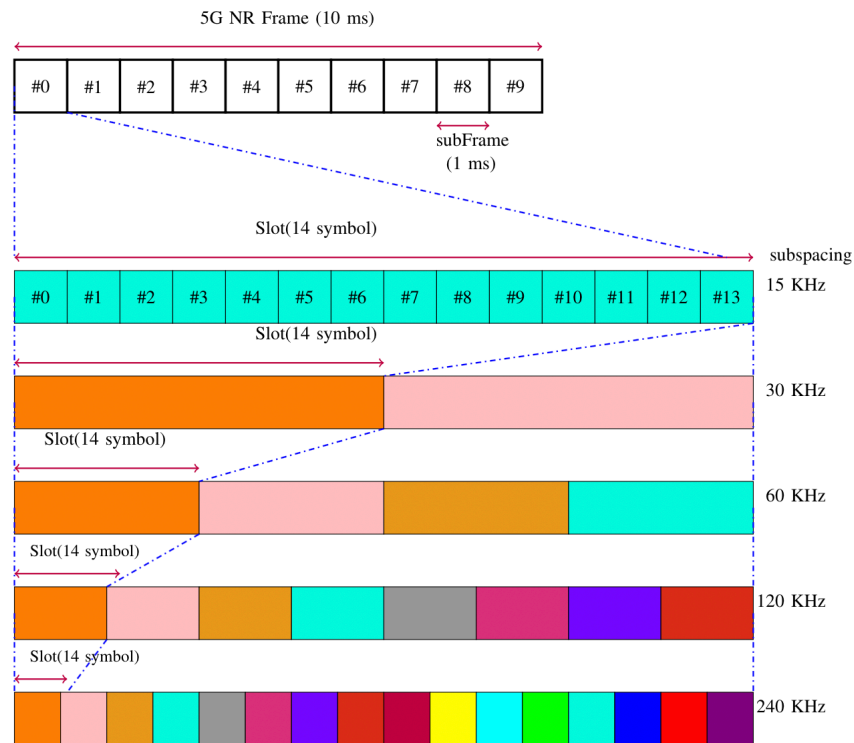 5G NR Frame (10 ms)
#0 #1 #2 #3 #4 #5 #6 #7 #8 #9
subFrame
(1 ms)
Slot(14 symbol)
subspacing
#0 #1 #2 #3 #4 #5 #6 #7 #8 #9 #10 #11 #12 #13
15 KHz
Slot(14 symbol)
30 KHz
Slot(14 symbol)
60 KHz
Slot(14 symbol)
120 KHz
Slot(14 symbol)
240 KHz